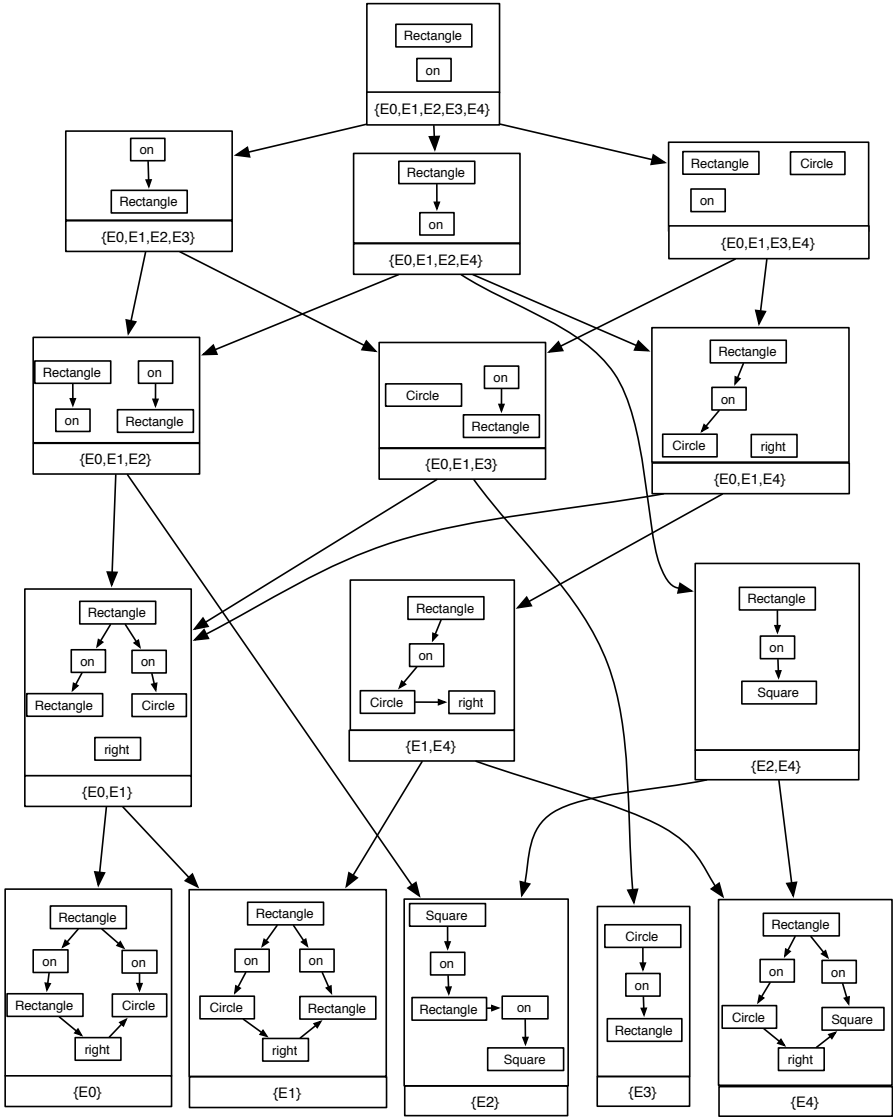 Rectangle
on
{E0,E1,E2,E3,E4}
on
Rectangle
{E0,E1,E2,E3}
Rectangle
on
{E0,E1,E2,E4}
Rectangle Circle
on
{E0,E1,E3,E4}
Rectangle on
on Rectangle
{E0,E1,E2}
on
Circle
Rectangle
{E0,E1,E3}
Rectangle
on
Circle right
{E0,E1,E4}
Rectangle
on on
Rectangle Circle
right
{E0,E1}
Rectangle
on
Circle right
{E1,E4}
Rectangle
on
Square
{E2,E4}
Rectangle
on on
Rectangle Circle
right
{E0}
Rectangle
on on
Circle Rectangle
right
{E1}
Square
on
Rectangle on
Square
{E2}
Circle
on
Rectangle
{E3}
Rectangle
on on
Circle Square
right
{E4}